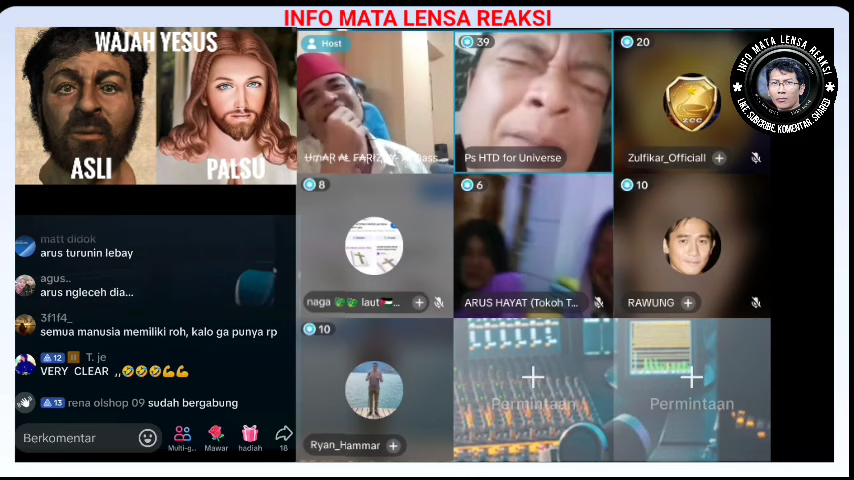 INFO MATA LENSA REAKSI
WAJAH YESUS
ASLI
PALSU
Host
39
Ps HTD for Universe
20
ZCC
Zulfikar_Officiall
INFO MATA LENSA REAKSI
LIKE, SUBCRIBE, KOMENTAR, SHARED
8
naga 🐲🐲 laut🇵🇸...
6
ARUS HAYAT (Tokoh T...
10
RAWUNG
10
Ryan_Hammar
Permintaan
Permintaan
matt didok
arus turunin lebay
agus..
arus ngleceh dia...
3f1f4_
semua manusia memiliki roh, kalo ga punya rp
12 T. je
VERY CLEAR ,,🤣🤣🤣💪💪
13 rena olshop 09 sudah bergabung
Berkomentar
Multi-g...
Mawar
hadiah
18